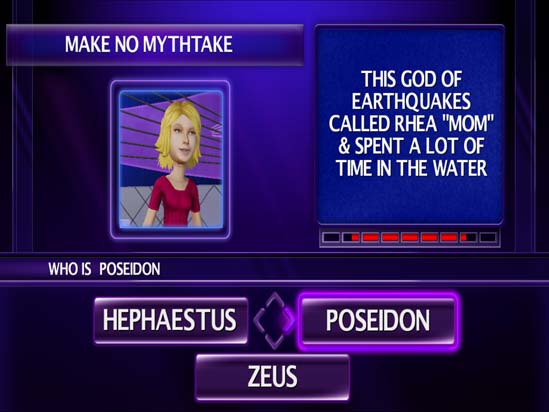 MAKE NO MYTHTAKE
THIS GOD OF
EARTHQUAKES
CALLED RHEA "MOM"
& SPENT A LOT OF
TIME IN THE WATER
WHO IS POSEIDON
HEPHAESTUS
POSEIDON
ZEUS